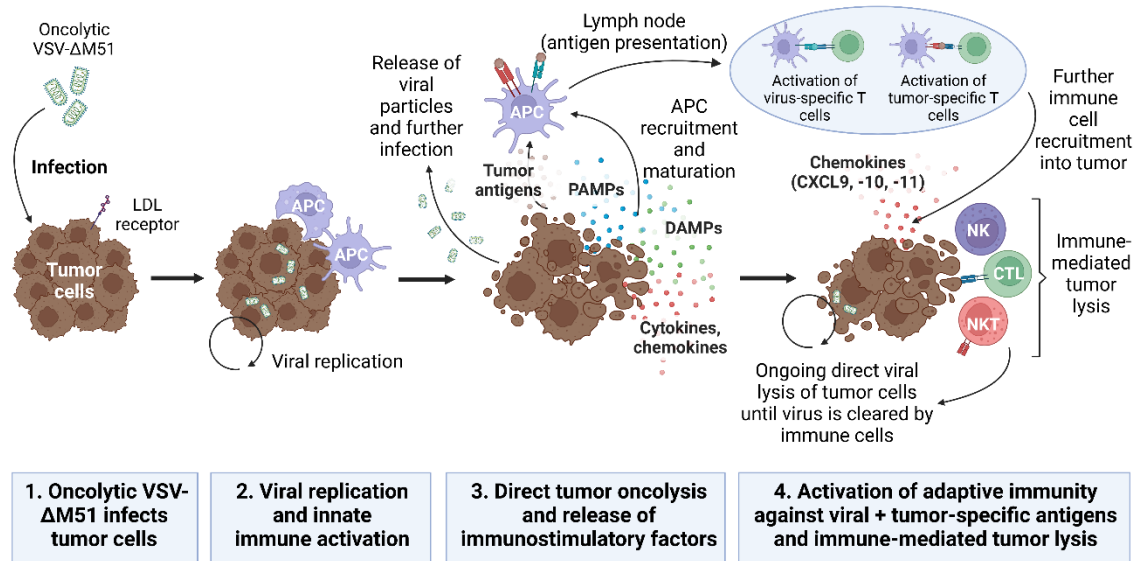 Oncolytic
VSV-ΔM51
Infection
LDL
receptor
Tumor
cells
APC
APC
Viral replication
Release of
viral
particles
and further
infection
APC
Lymph node
(antigen presentation)
Tumor
antigens
PAMPs
APC
recruitment
and
maturation
DAMPs
Cytokines,
chemokines
Activation of
virus-specific T
cells
Activation of
tumor-specific T
cells
Further
immune
cell
recruitment
into tumor
Chemokines
(CXCL9, -10, -11)
NK
CTL
NKT
Immune-
mediated
tumor
lysis
Ongoing direct viral
lysis of tumor cells
until virus is cleared by
immune cells
1. Oncolytic VSV-
ΔM51 infects
tumor cells
2. Viral replication
and innate
immune activation
3. Direct tumor oncolysis
and release of
immunostimulatory factors
4. Activation of adaptive immunity
against viral + tumor-specific antigens
and immune-mediated tumor lysis